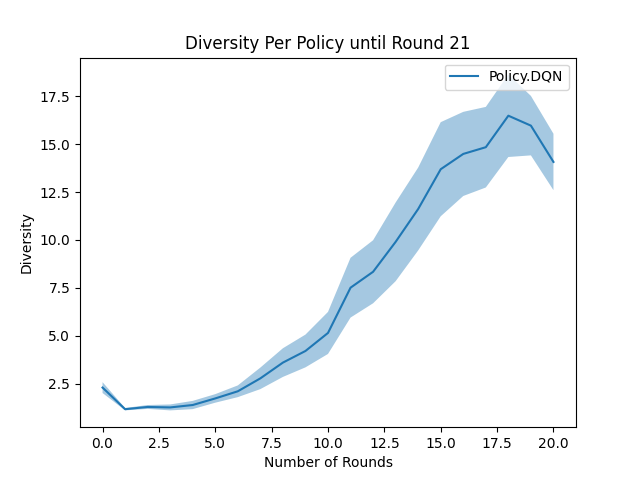 Diversity Per Policy until Round 21
Policy.DQN
17.5
15.0
12.5
10.0
7.5
5.0
2.5
Diversity
0.0 2.5 5.0 7.5 10.0 12.5 15.0 17.5 20.0
Number of Rounds